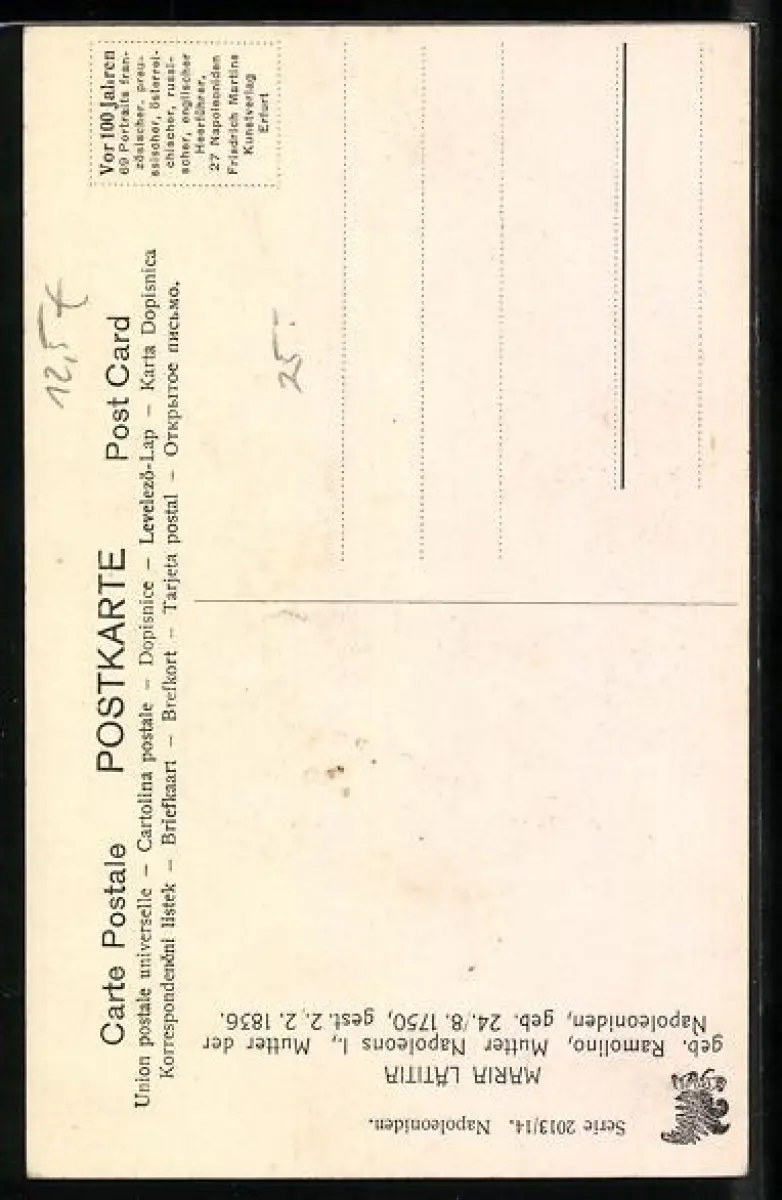 12,5 €
Carte Postale POSTKARTE Post Card
Union postale universelle – Cartolina postale – Dopisnice – Levelező-Lap – Karta Dopisnica
Korrespondenční listek – Briefkaart – Brefkort – Tarjeta postal – Открытое письмо.
Vor 100 Jahren
69 Portraits fran-
zösischer, preu-
ssischer, österrei-
chischer, russi-
scher, englischer
Heerführer,
27 Napoleoniden
Friedrich Martins
Kunstverlag
Erfurt
25.-
Serie 2013/14. Napoleoniden.
MARIA LÄTITIA
geb. Ramolino, Mutter Napoleons I., Mutter der
Napoleoniden, geb. 24./8. 1750, gest. 2. 2. 1836.